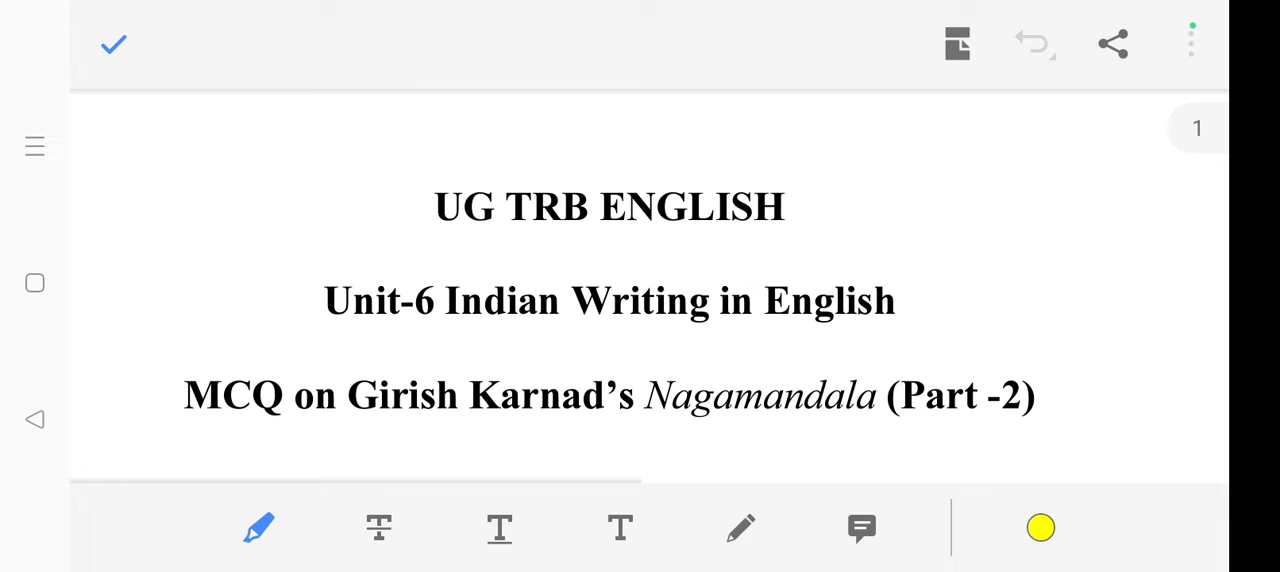 1
UG TRB ENGLISH
Unit-6 Indian Writing in English
MCQ on Girish Karnad’s Nagamandala (Part -2)